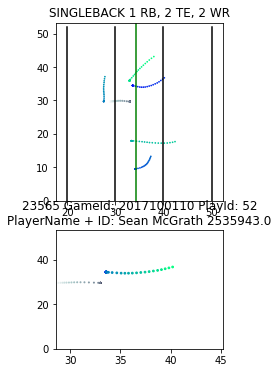 SINGLEBACK 1 RB, 2 TE, 2 WR
50
40
30
20
10
0
20 30 40 50
23565 GameId: 2017100110 PlayId: 52
PlayerName + ID: Sean McGrath 2535943.0
40
20
0
30 35 40 45